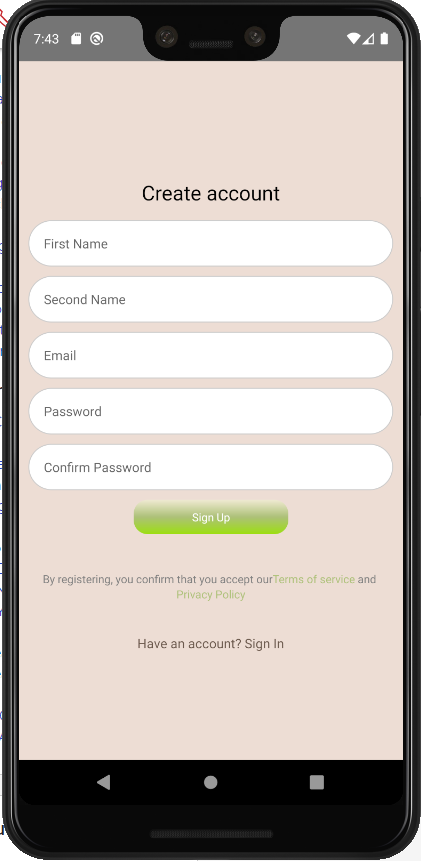 7:43
Create account
First Name
Second Name
Email
Password
Confirm Password
Sign Up
By registering, you confirm that you accept ourTerms of service and
Privacy Policy
Have an account? Sign In